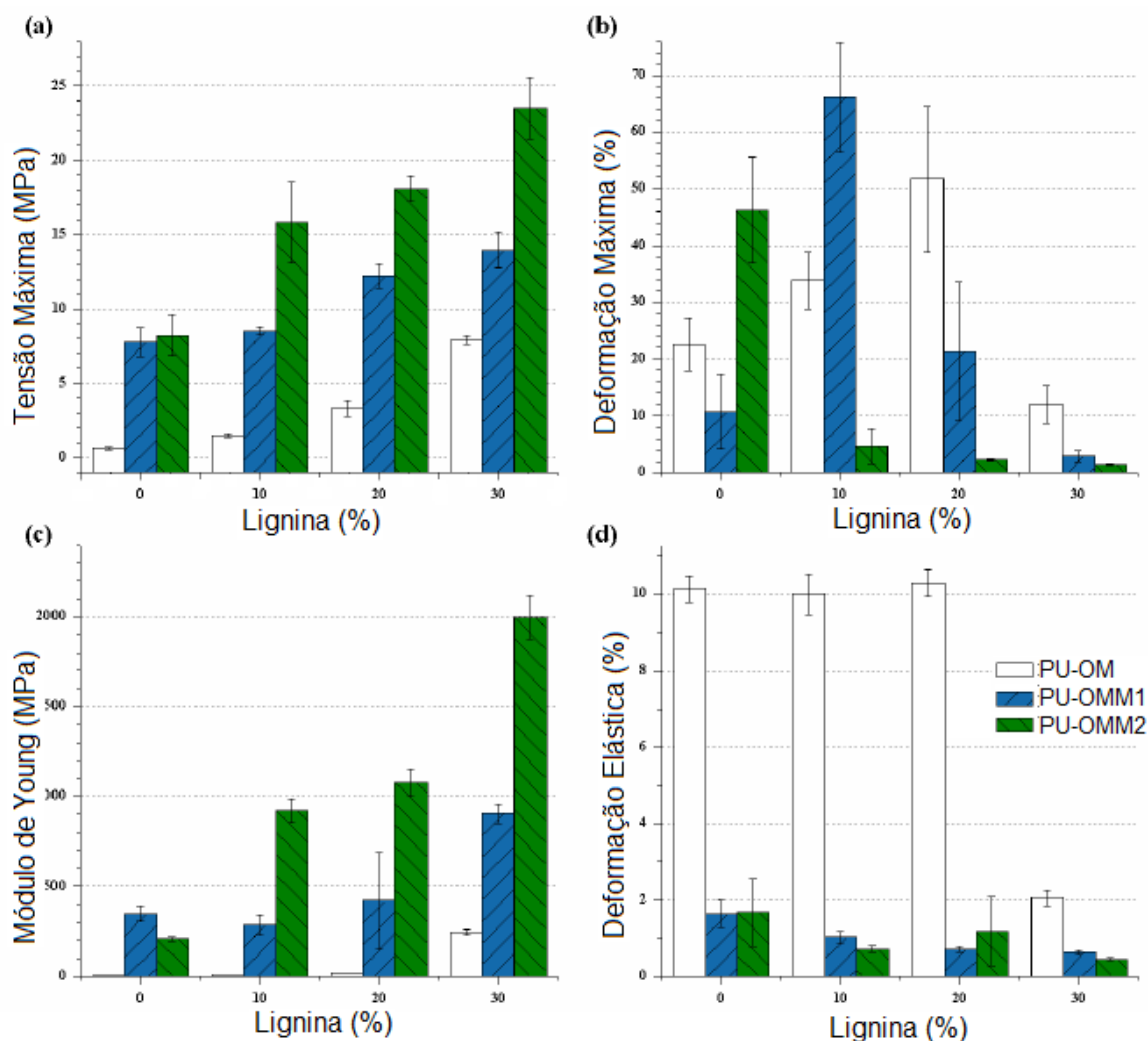 (a)
Tensão Máxima (MPa)
25
20
15
10
5
0
0 10 20 30
Lignina (%)
(b)
Deformação Máxima (%)
70
60
50
40
30
20
10
0
0 10 20 30
Lignina (%)
(c)
Módulo de Young (MPa)
2000
500
000
500
0
0 10 20 30
Lignina (%)
(d)
Deformação Elástica (%)
10
8
6
4
2
0
PU-OM
PU-OMM1
PU-OMM2
0 10 20 30
Lignina (%)